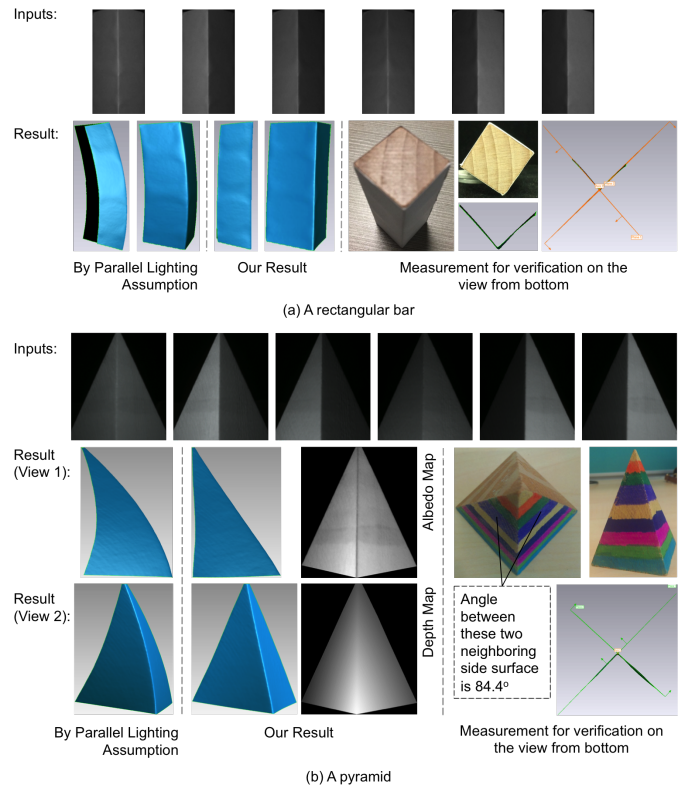 Inputs:
Result:
By Parallel Lighting
Assumption
Our Result
Measurement for verification on the
view from bottom
(a) A rectangular bar
Inputs:
Result
(View 1):
Albedo Map
Result
(View 2):
Depth Map
Angle
between
these two
neighboring
side surface
is 84.4°
By Parallel Lighting
Assumption
Our Result
Measurement for verification on
the view from bottom
(b) A pyramid